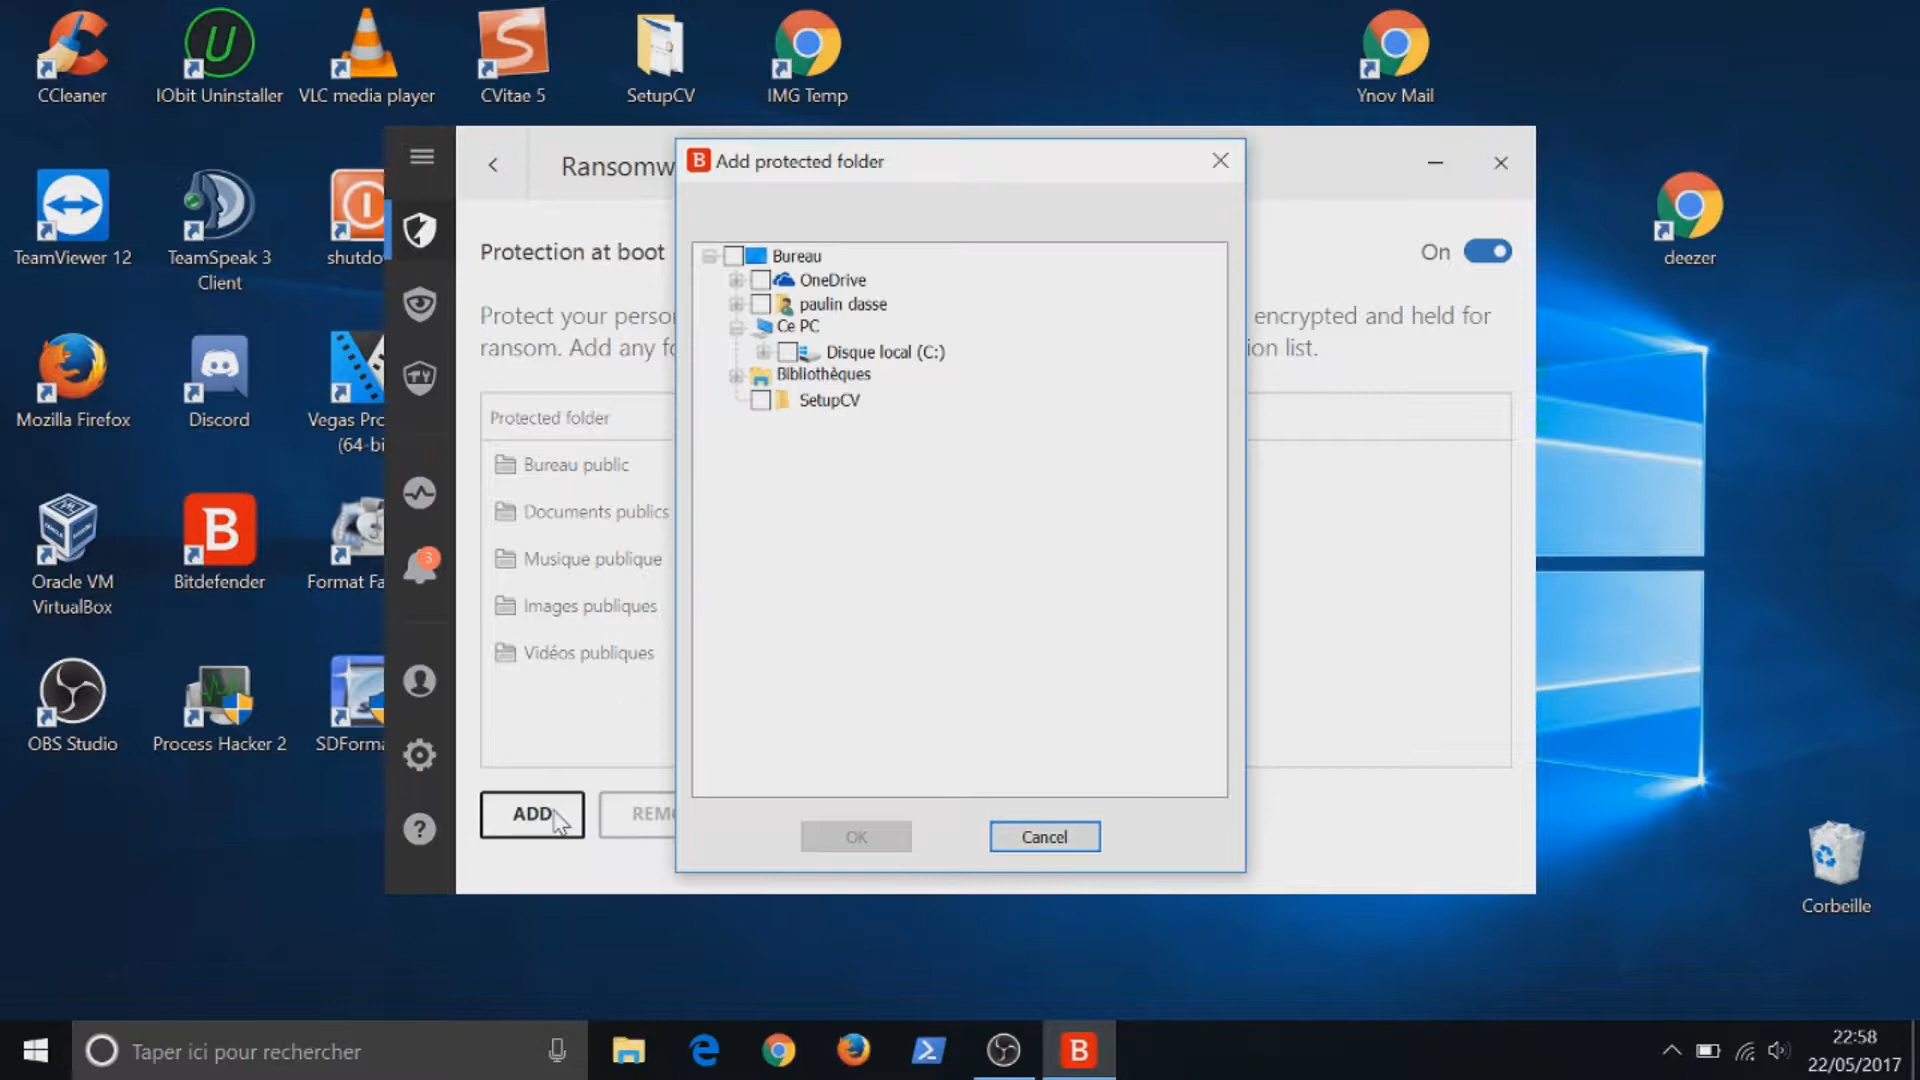 CCleaner
IObit Uninstaller
VLC media player
CVitae 5
SetupCV
IMG Temp
Ynov Mail
TeamViewer 12
TeamSpeak 3
Client
shutdo
deezer
Mozilla Firefox
Discord
Vegas Pro
(64-bi
Oracle VM
VirtualBox
Bitdefender
Format Fa
OBS Studio
Process Hacker 2
SDForma
Corbeille
Ransomw
Protection at boot
On
Protect your perso
encrypted and held for
ransom. Add any fo
ion list.
Protected folder
Bureau public
Documents publics
Musique publique
Images publiques
Vidéos publiques
ADD
REMO
3
B Add protected folder
Bureau
OneDrive
paulin dasse
Ce PC
Disque local (C:)
Bibliothèques
SetupCV
OK
Cancel
Taper ici pour rechercher
B
22:58
22/05/2017